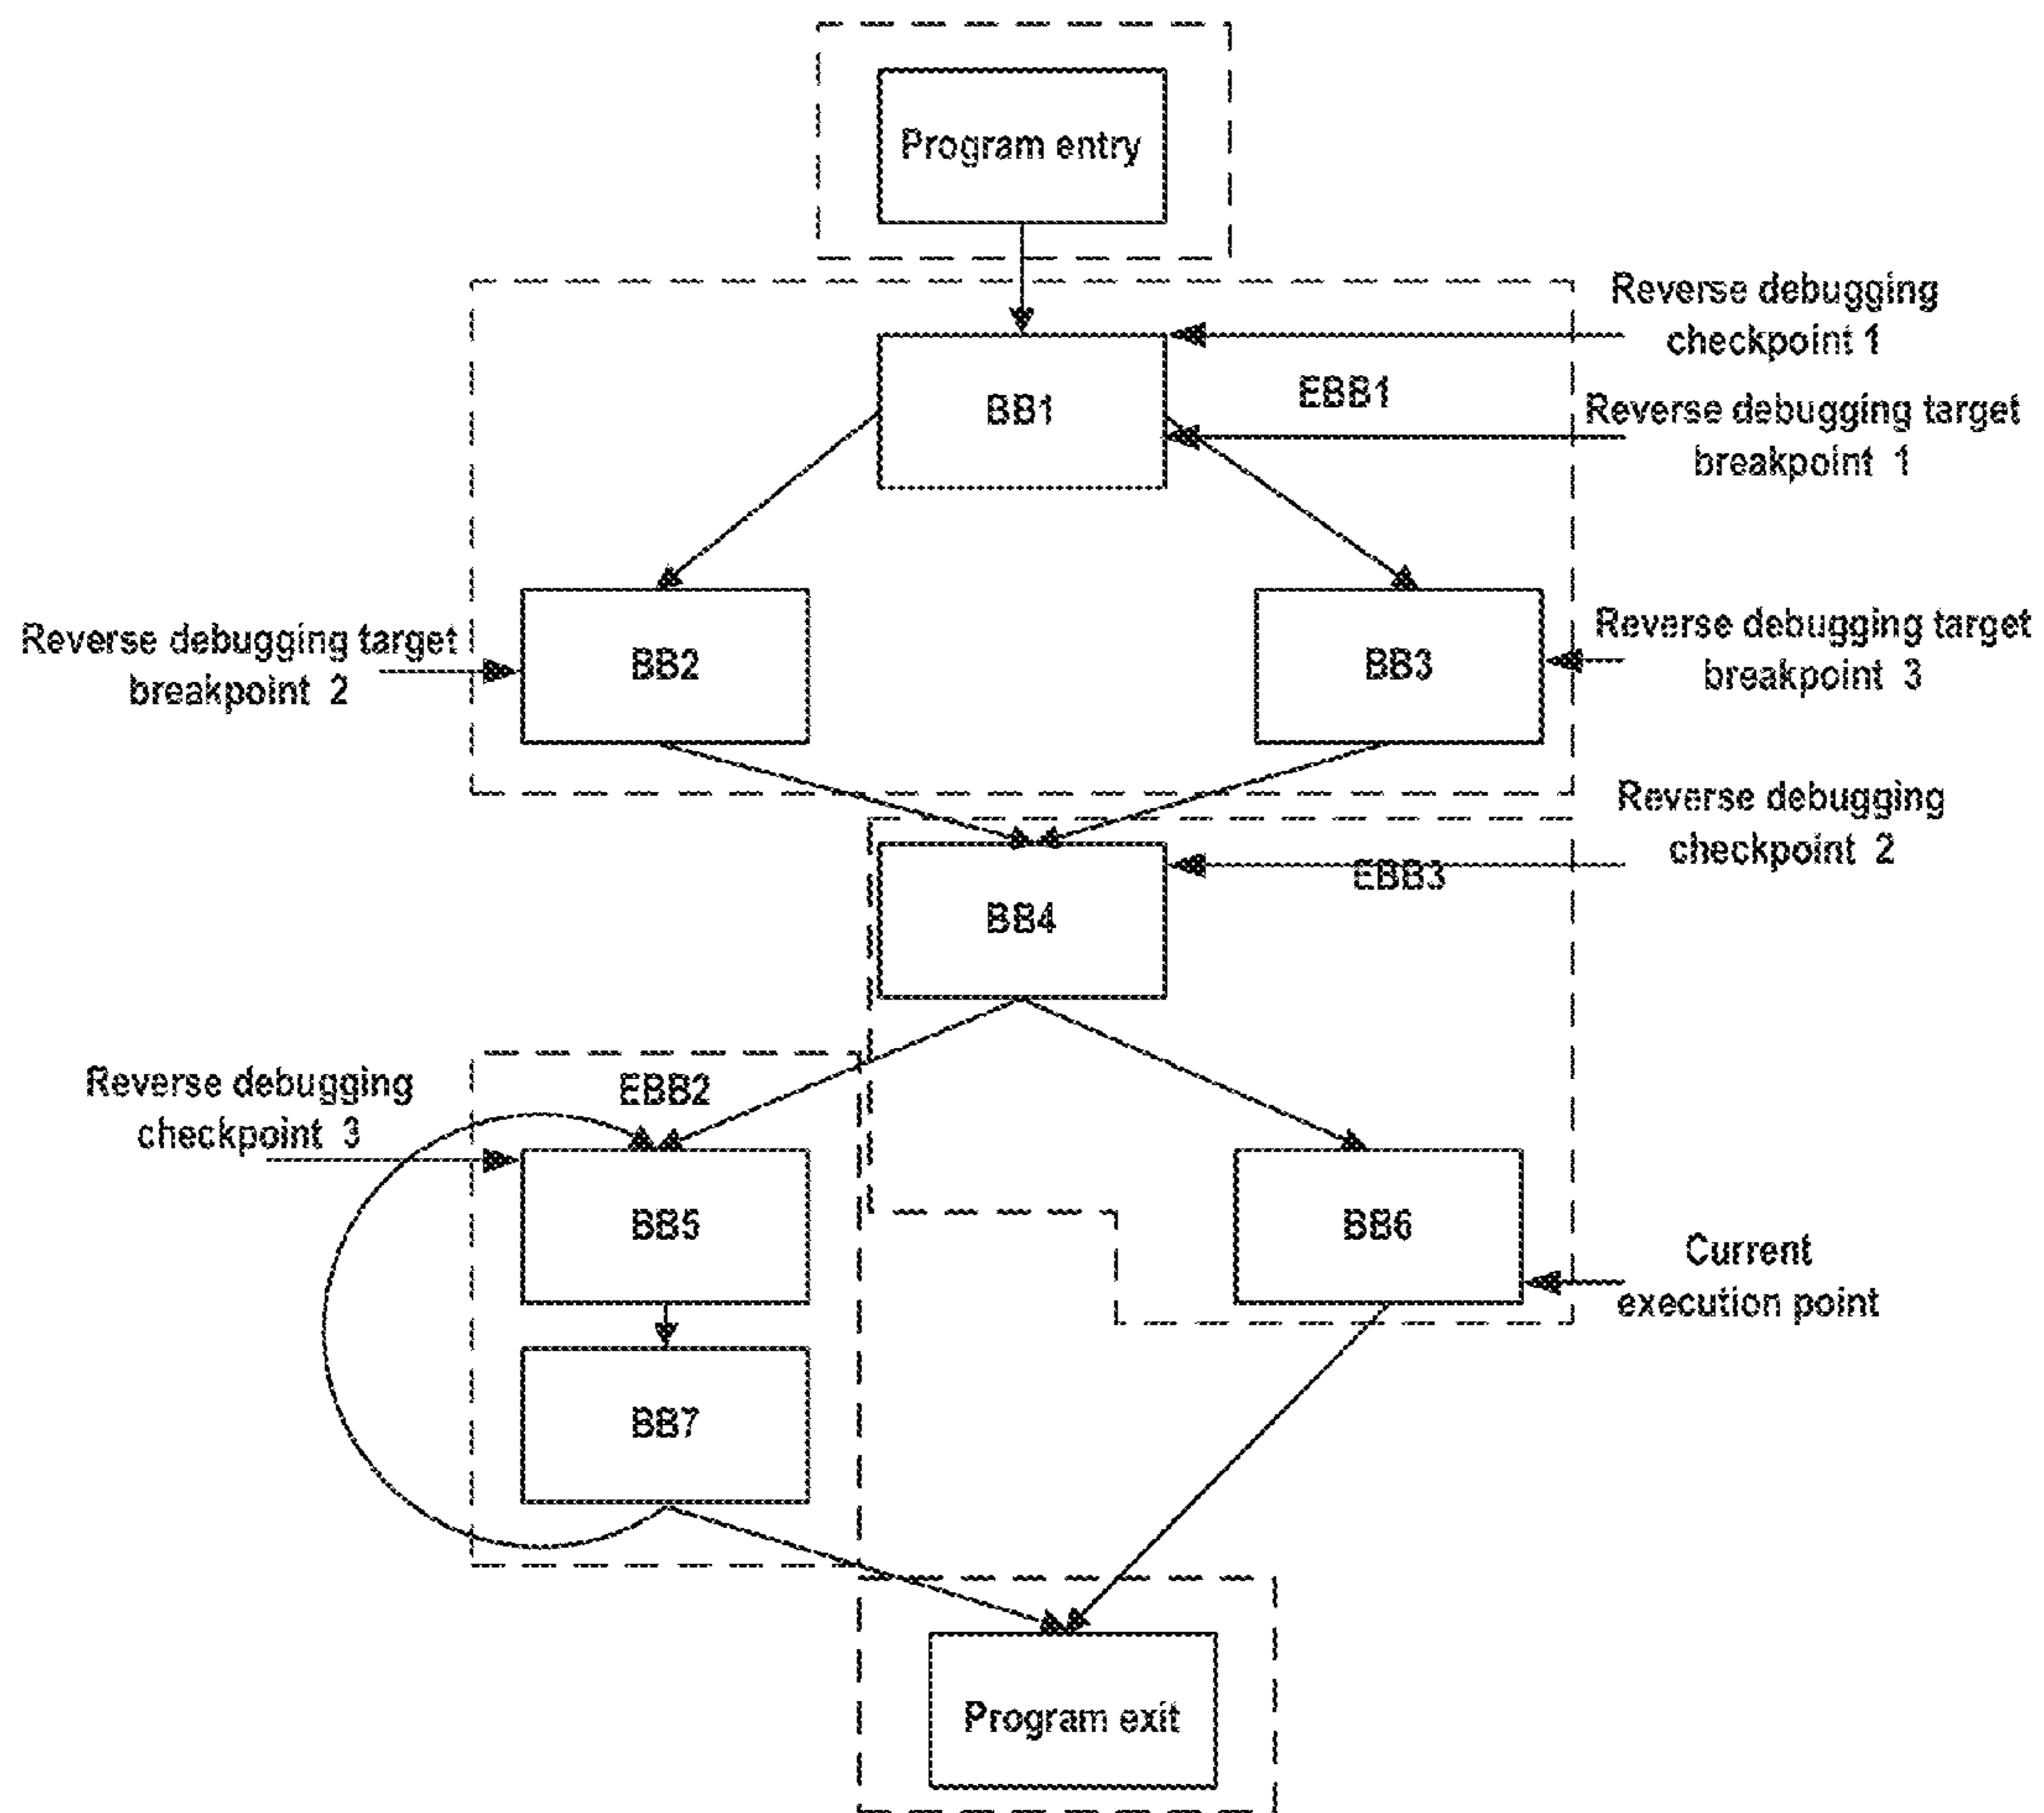 Program entry
Reverse debugging
checkpoint 1
EBB1
BB1
Reverse debugging target
breakpoint 1
Reverse debugging target
breakpoint 2
BB2
BB3
Reverse debugging target
breakpoint 3
Reverse debugging
checkpoint 2
EBB3
BB4
Reverse debugging
checkpoint 3
EBB2
BB5
BB6
Current
execution point
BB7
Program exit